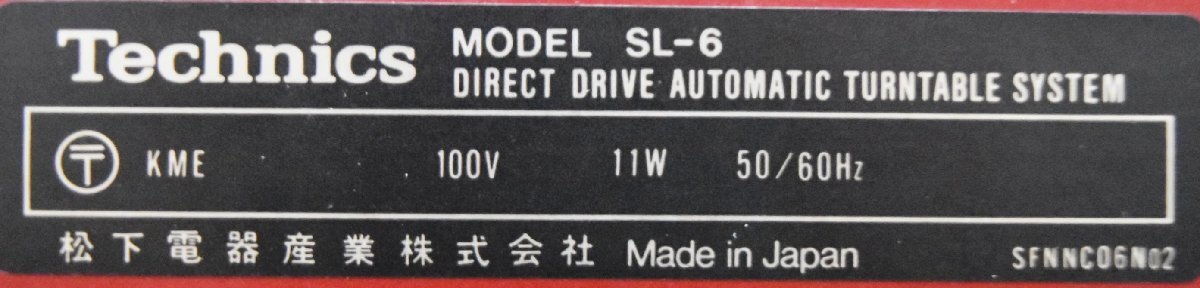 Technics MODEL SL-6
DIRECT DRIVE AUTOMATIC TURNTABLE SYSTEM
〒 KME 100V 11W 50/60Hz
松下電器産業株式会社 Made in Japan SFNNC06N02